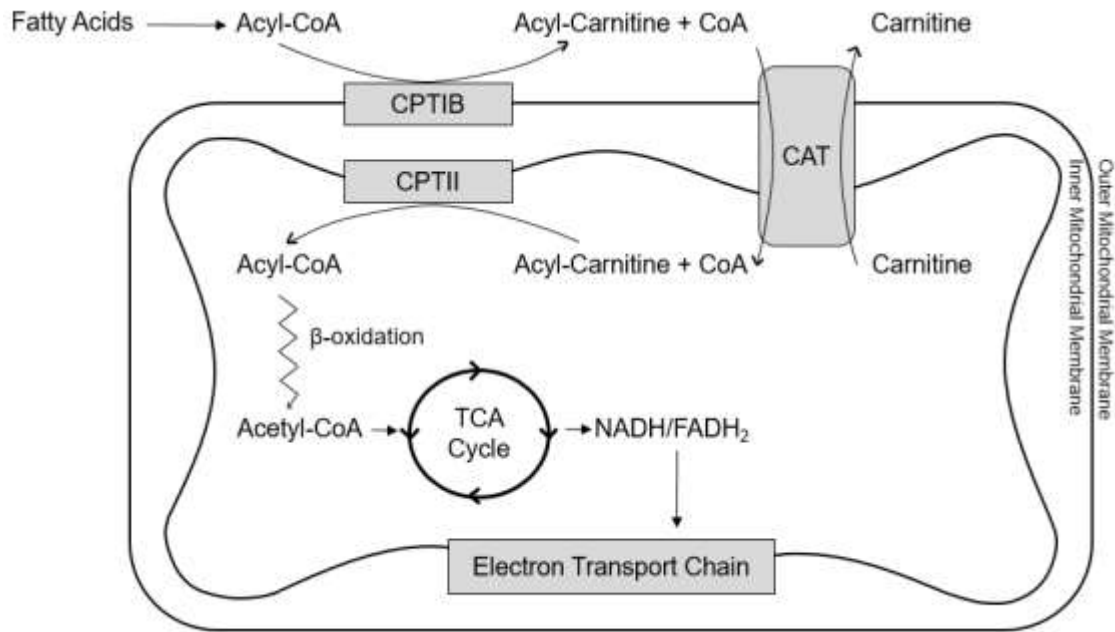 Fatty Acids
Acyl-CoA
Acyl-Carnitine + CoA
Carnitine
CPTIB
CAT
CPTII
Outer Mitochondrial Membrane
Inner Mitochondrial Membrane
Acyl-CoA
Acyl-Carnitine + CoA
Carnitine
β-oxidation
Acetyl-CoA
TCA
Cycle
NADH/FADH₂
Electron Transport Chain